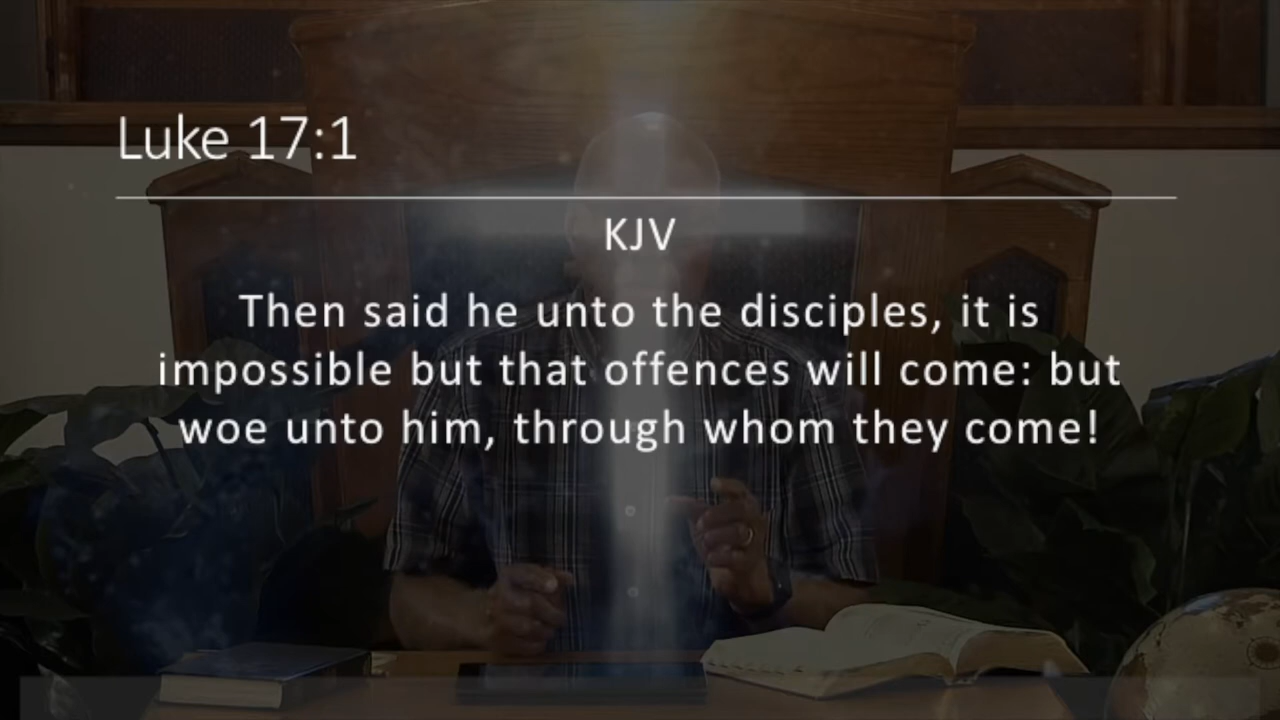 Luke 17:1
KJV
Then said he unto the disciples, it is
impossible but that offences will come: but
woe unto him, through whom they come!